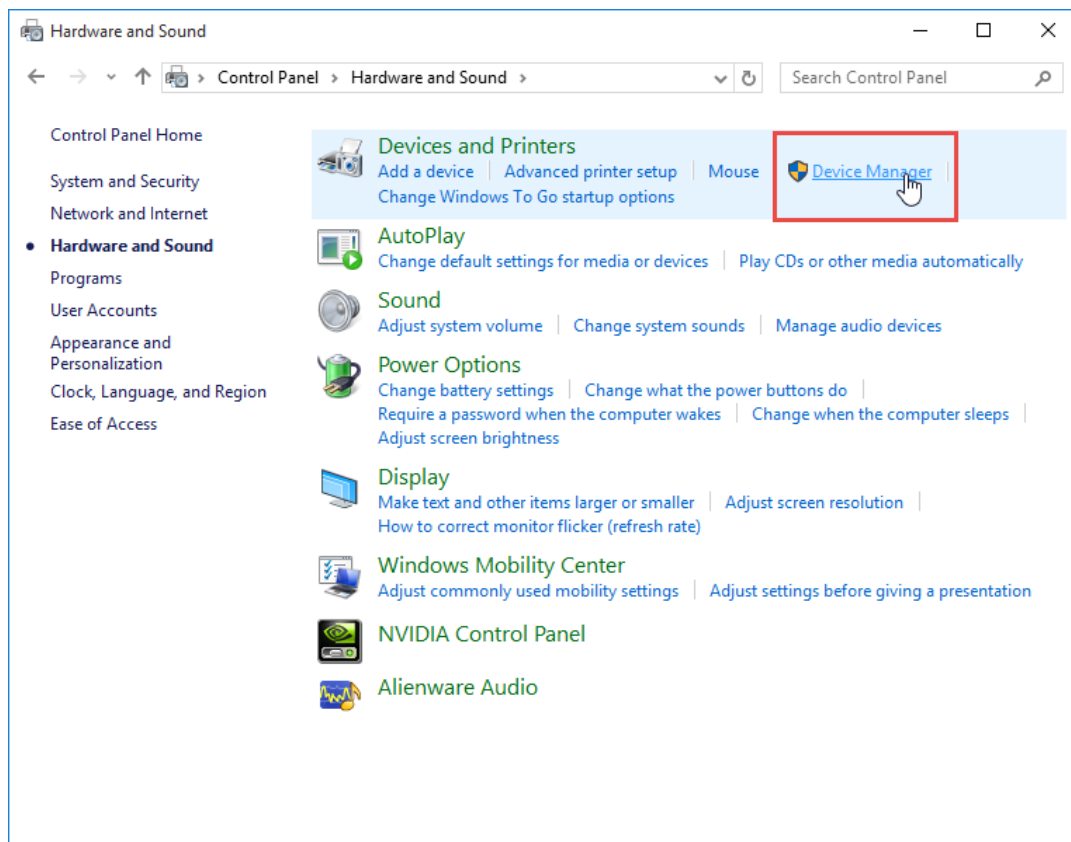 Hardware and Sound
Control Panel > Hardware and Sound >
Search Control Panel
Control Panel Home
System and Security
Network and Internet
Hardware and Sound
Programs
User Accounts
Appearance and
Personalization
Clock, Language, and Region
Ease of Access
Devices and Printers
Add a device Advanced printer setup Mouse Device Manager
Change Windows To Go startup options
AutoPlay
Change default settings for media or devices Play CDs or other media automatically
Sound
Adjust system volume Change system sounds Manage audio devices
Power Options
Change battery settings Change what the power buttons do
Require a password when the computer wakes Change when the computer sleeps
Adjust screen brightness
Display
Make text and other items larger or smaller Adjust screen resolution
How to correct monitor flicker (refresh rate)
Windows Mobility Center
Adjust commonly used mobility settings Adjust settings before giving a presentation
NVIDIA Control Panel
Alienware Audio